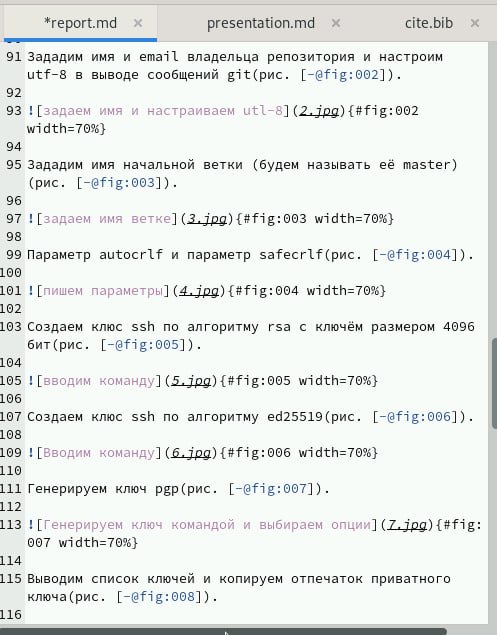 *report.md × presentation.md × cite.bib ×
91 Зададим имя и email владельца репозитория и настроим
utf-8 в выводе сообщений git(рис. [-@fig:002]).
92
93 ![задаем имя и настраиваем utl-8](2.jpg){#fig:002
width=70%}
94
95 Зададим имя начальной ветки (будем называть её master)
(рис. [-@fig:003]).
96
97 ![задаем имя ветке](3.jpg){#fig:003 width=70%}
98
99 Параметр autocrlf и параметр safecrlf(рис. [-@fig:004]).
100
101 ![пишем параметры](4.jpg){#fig:004 width=70%}
102
103 Создаем клюс ssh по алгоритму rsa с ключём размером 4096
бит(рис. [-@fig:005]).
104
105 ![вводим команду](5.jpg){#fig:005 width=70%}
106
107 Создаем клюс ssh по алгоритму ed25519(рис. [-@fig:006]).
108
109 ![Вводим команду](6.jpg){#fig:006 width=70%}
110
111 Генерируем ключ pgp(рис. [-@fig:007]).
112
113 ![Генерируем ключ командой и выбираем опции](7.jpg){#fig:
007 width=70%}
114
115 Выводим список ключей и копируем отпечаток приватного
ключа(рис. [-@fig:008]).
116